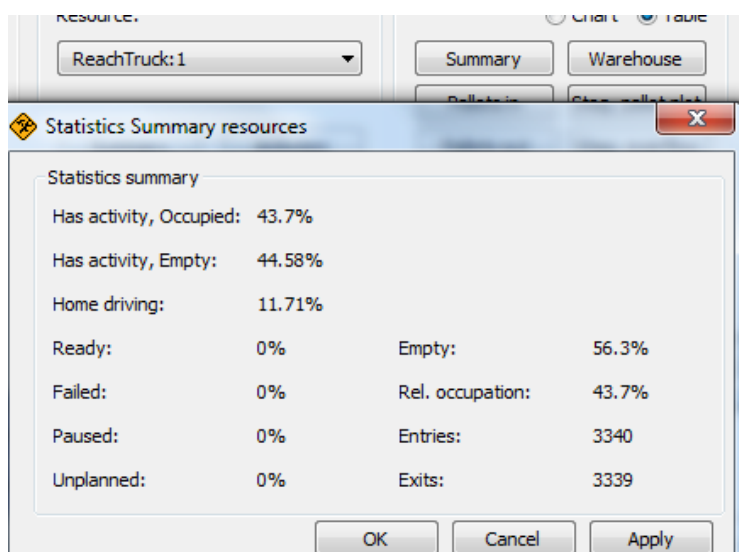 Resource:
Chart Table
ReachTruck:1
Summary Warehouse
Statistics Summary resources
Statistics summary
Has activity, Occupied: 43.7%
Has activity, Empty: 44.58%
Home driving: 11.71%
Ready: 0% Empty: 56.3%
Failed: 0% Rel. occupation: 43.7%
Paused: 0% Entries: 3340
Unplanned: 0% Exits: 3339
OK Cancel Apply